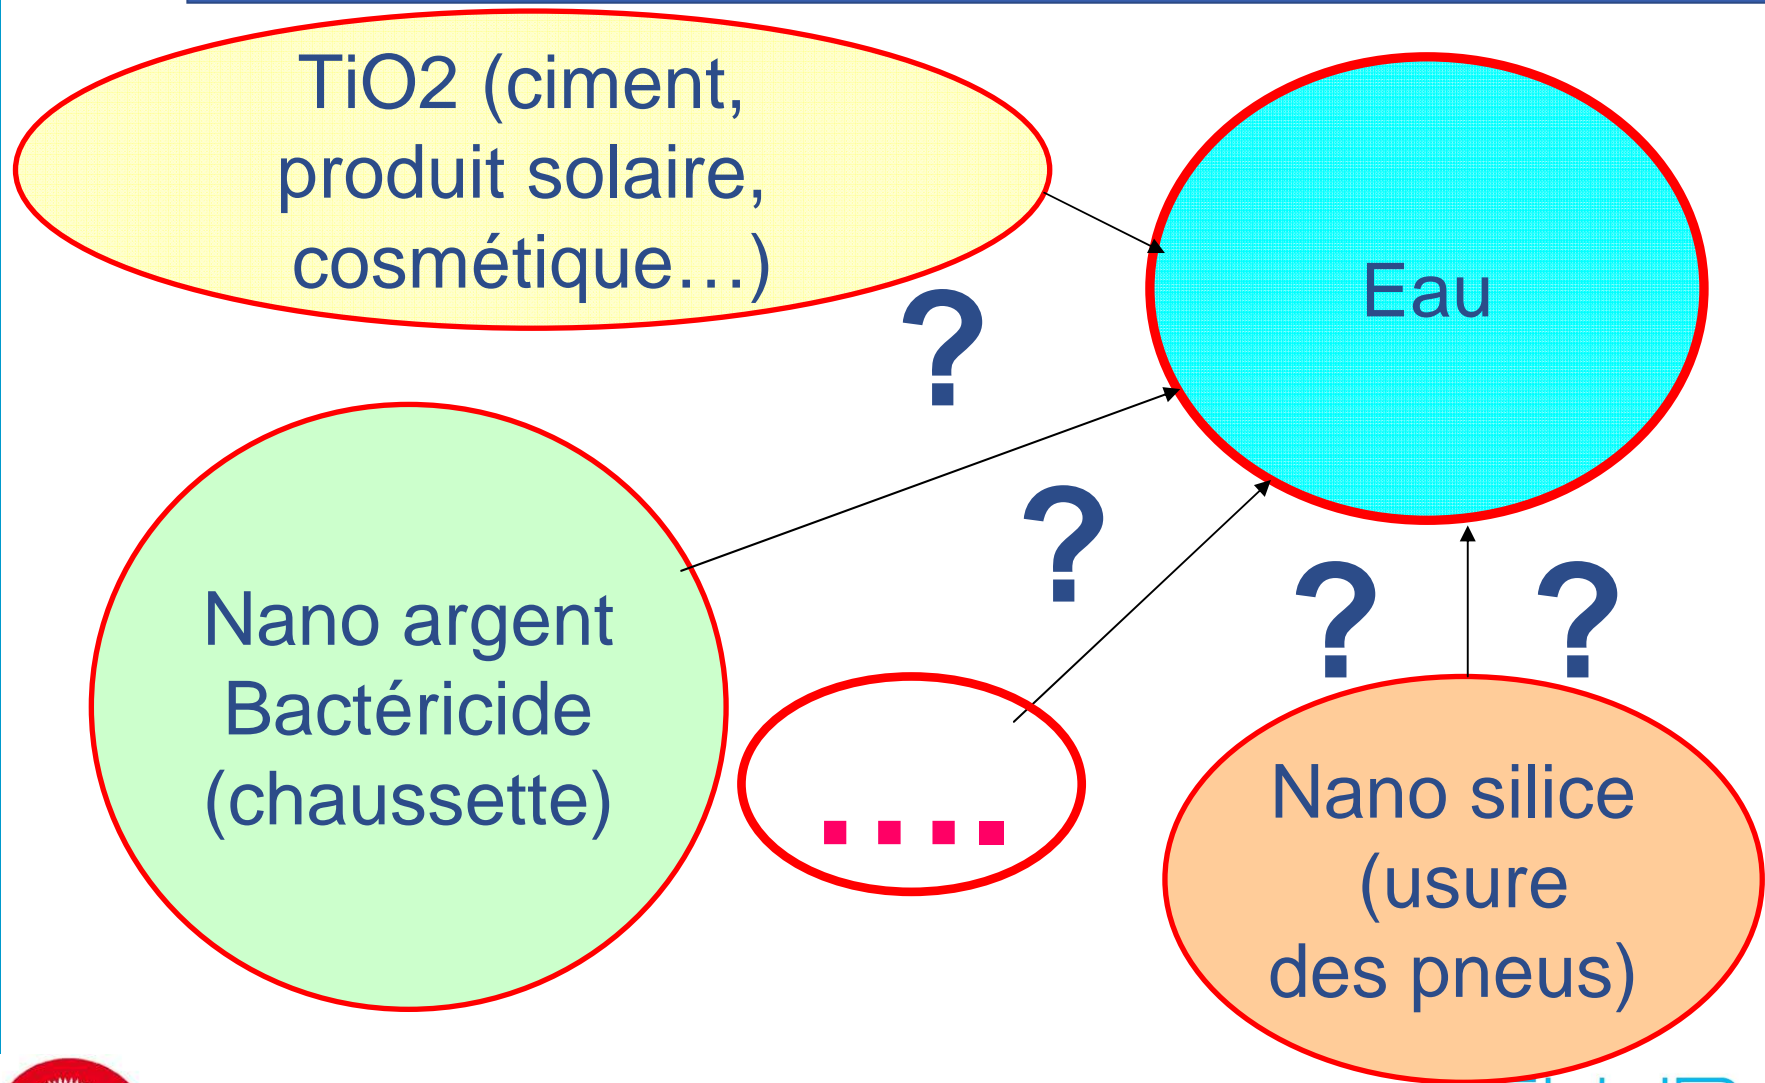 TiO2 (ciment,
produit solaire,
cosmétique…)
Eau
?
?
?
?
Nano argent
Bactéricide
(chaussette)
....
Nano silice
(usure
des pneus)